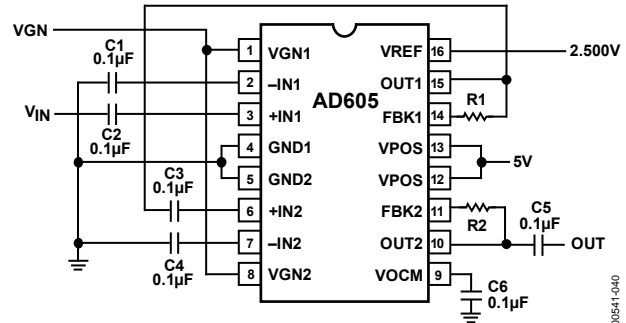 VGN
C1
0.1µF
VIN
C2
0.1µF
C3
0.1µF
C4
0.1µF
1 VGN1
2 –IN1
3 +IN1
4 GND1
5 GND2
6 +IN2
7 –IN2
8 VGN2
AD605
VREF 16
OUT1 15
FBK1 14
VPOS 13
VPOS 12
FBK2 11
OUT2 10
VOCM 9
2.500V
R1
5V
R2
C5
0.1µF
OUT
C6
0.1µF
00541-040